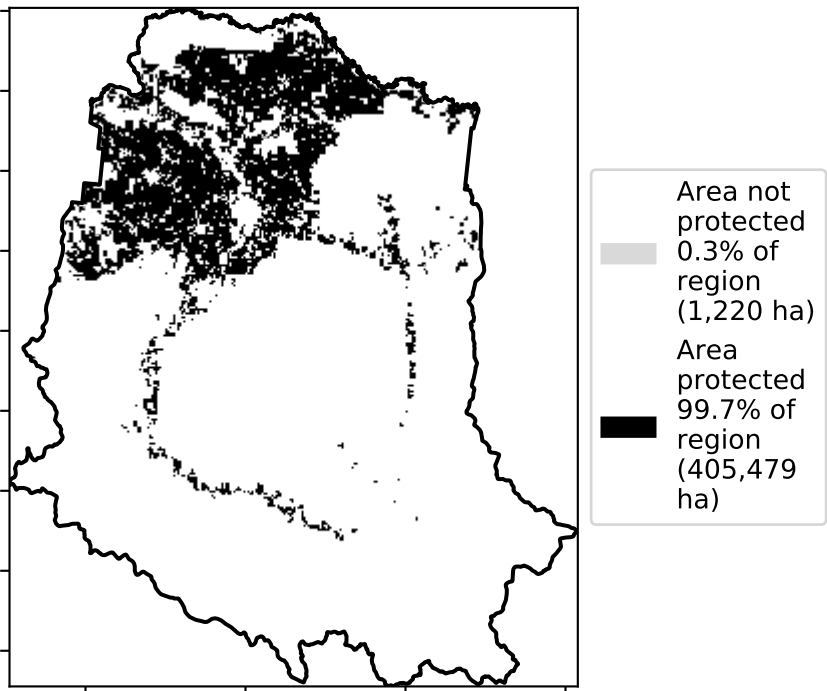 Area not
protected
0.3% of
region
(1,220 ha)
Area
protected
99.7% of
region
(405,479
ha)